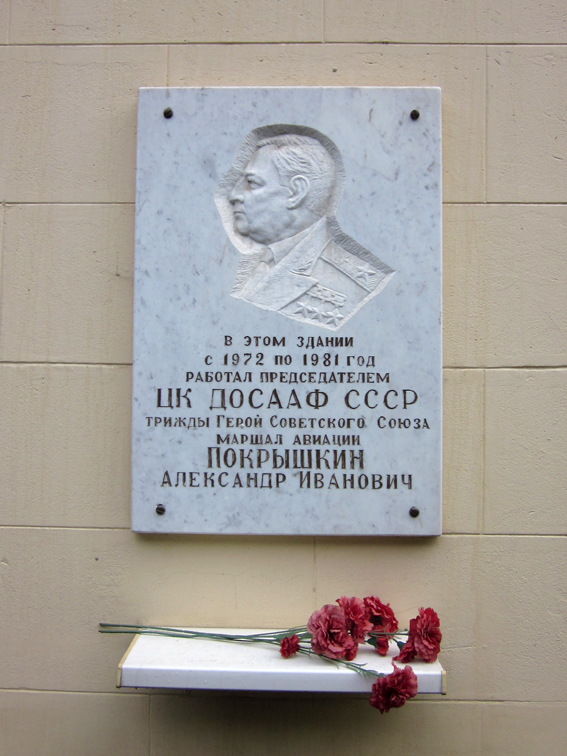 В ЭТОМ ЗДАНИИ
С 1972 ПО 1981 ГОД
РАБОТАЛ ПРЕДСЕДАТЕЛЕМ
ЦК ДОСААФ СССР
ТРИЖДЫ ГЕРОЙ СОВЕТСКОГО СОЮЗА
МАРШАЛ АВИАЦИИ
ПОКРЫШКИН
АЛЕКСАНДР ИВАНОВИЧ